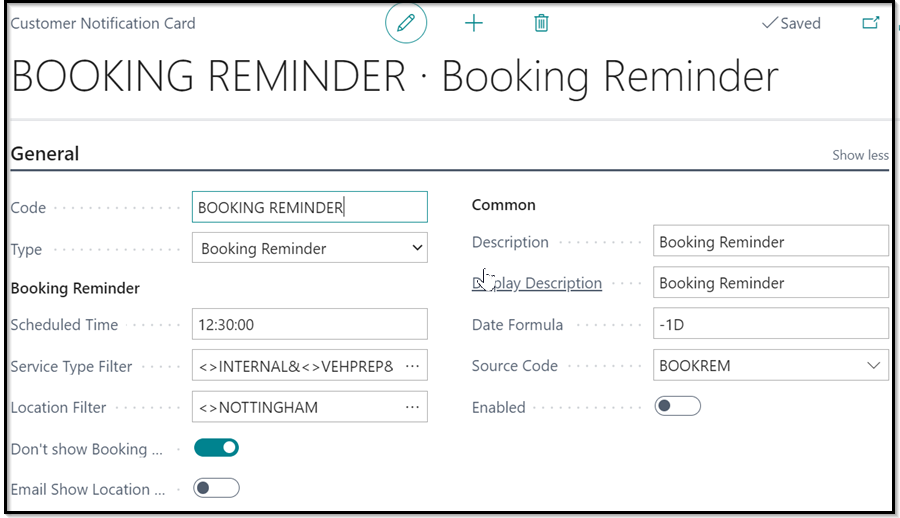 Customer Notification Card
Saved
BOOKING REMINDER · Booking Reminder
General
Show less
Code
BOOKING REMINDER
Type
Booking Reminder
Booking Reminder
Scheduled Time
12:30:00
Service Type Filter
<>INTERNAL&<>VEHPREP&
Location Filter
<>NOTTINGHAM
Don't show Booking ...
Email Show Location ...
Common
Description
Booking Reminder
Display Description
Booking Reminder
Date Formula
-1D
Source Code
BOOKREM
Enabled